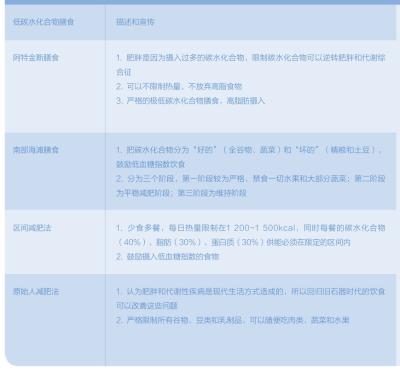 低碳水化合物膳食 描述和宣传
阿特金斯膳食 1. 肥胖是因为摄入过多的碳水化合物，限制碳水化合物可以逆转肥胖和代谢综
合征
2. 可以不限制热量，不放弃高脂食物
3. 严格的极低碳水化合物膳食，高脂肪摄入
南部海滩膳食 1. 把碳水化合物分为“好的”（全谷物、蔬菜）和“坏的”（精粮和土豆），
鼓励低血糖指数饮食
2. 分为三个阶段，第一阶段较为严格，禁食一切水果和大部分蔬菜；第二阶段
为平稳减肥阶段；第三阶段为维持阶段
区间减肥法 1. 少食多餐，每日热量限制在1 200~1 500kcal，同时每餐的碳水化合物
（40%）、脂肪（30%）、蛋白质（30%）供能必须在限定的区间内
2. 鼓励摄入低血糖指数的食物
原始人减肥法 1. 认为肥胖和代谢性疾病是现代生活方式造成的，所以回归旧石器时代的饮食
可以改善这些问题
2. 严格限制所有谷物、豆类和乳制品，可以随便吃肉类、蔬菜和水果